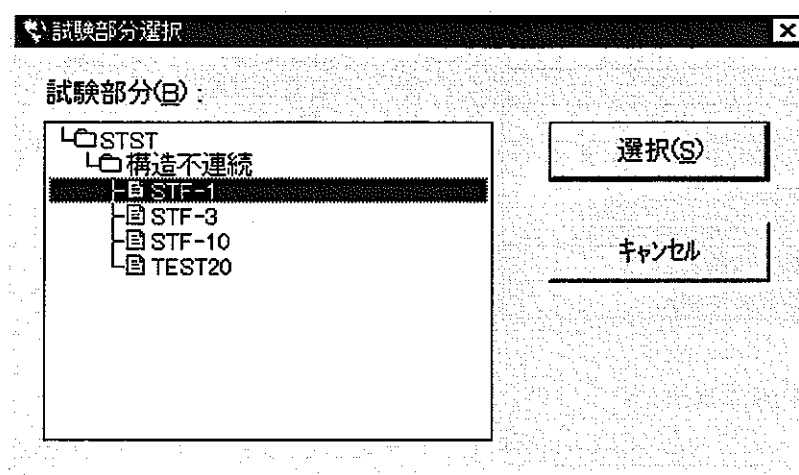 試験部分選択
試験部分(B) :
STST
構造不連続
STF-1
STF-3
STF-10
TEST20
選択(S)
キャンセル